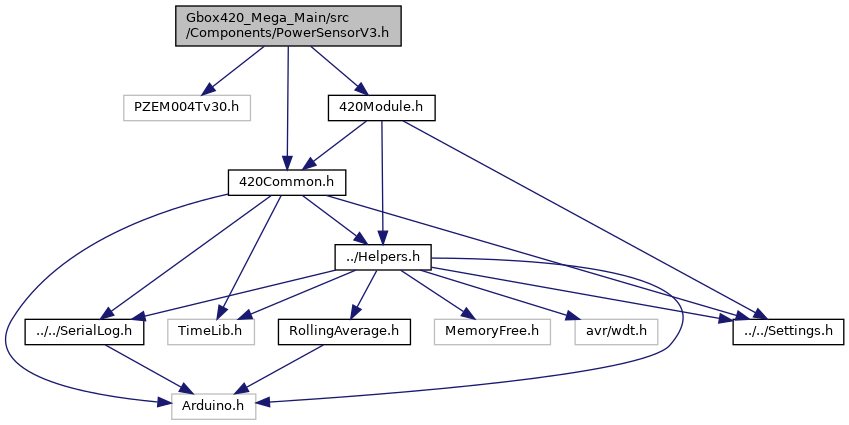 Gbox420_Mega_Main/src
/Components/PowerSensorV3.h
PZEM004Tv30.h
420Module.h
420Common.h
../Helpers.h
../../SerialLog.h
TimeLib.h
RollingAverage.h
MemoryFree.h
avr/wdt.h
../../Settings.h
Arduino.h